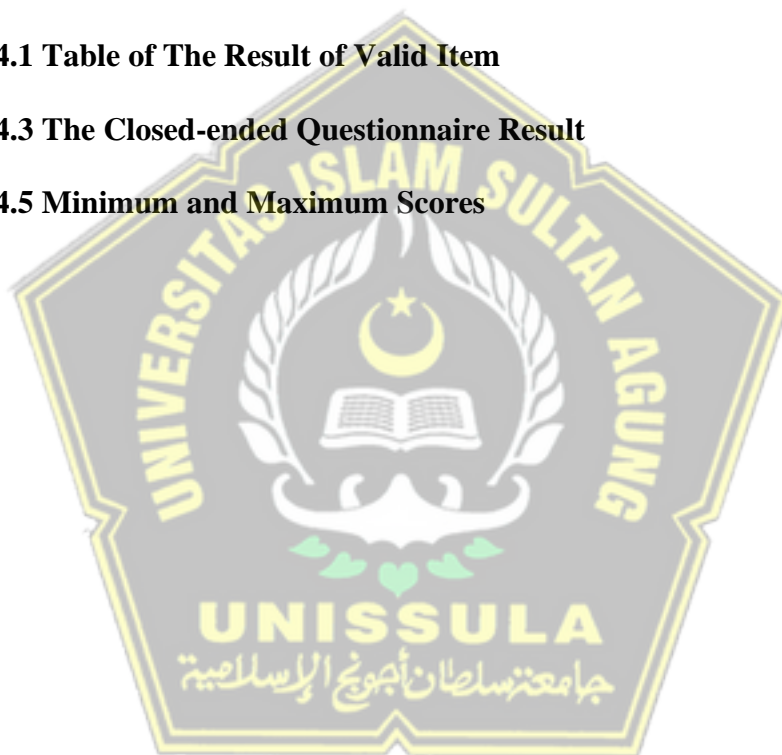 4.1 Table of The Result of Valid Item
4.3 The Closed-ended Questionnaire Result
4.5 Minimum and Maximum Scores
UNIVERSITAS ISLAM SULTAN AGUNG
UNISSULA
جامعة سلطان أجونج الإسلامية